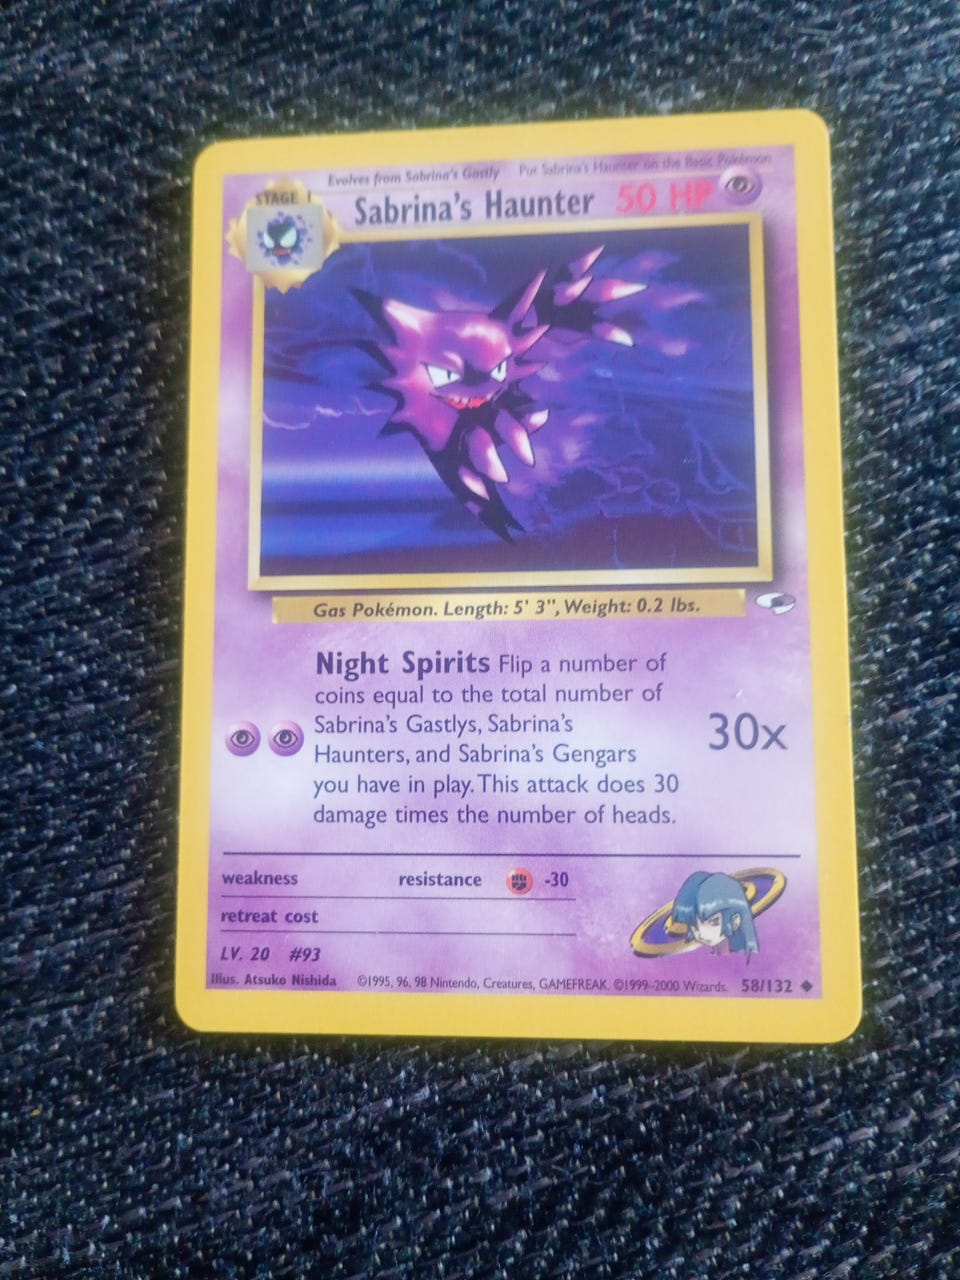 Evolves from Sabrina's Gastly Put Sabrina's Haunter on the Basic Pokémon
STAGE 1
Sabrina's Haunter 50 HP
Gas Pokémon. Length: 5' 3", Weight: 0.2 lbs.
Night Spirits Flip a number of
coins equal to the total number of
Sabrina's Gastlys, Sabrina's
Haunters, and Sabrina's Gengars
you have in play. This attack does 30
damage times the number of heads.
30x
weakness resistance -30
retreat cost
LV. 20 #93
Illus. Atsuko Nishida ©1995, 96, 98 Nintendo, Creatures, GAMEFREAK. ©1999-2000 Wizards. 58/132